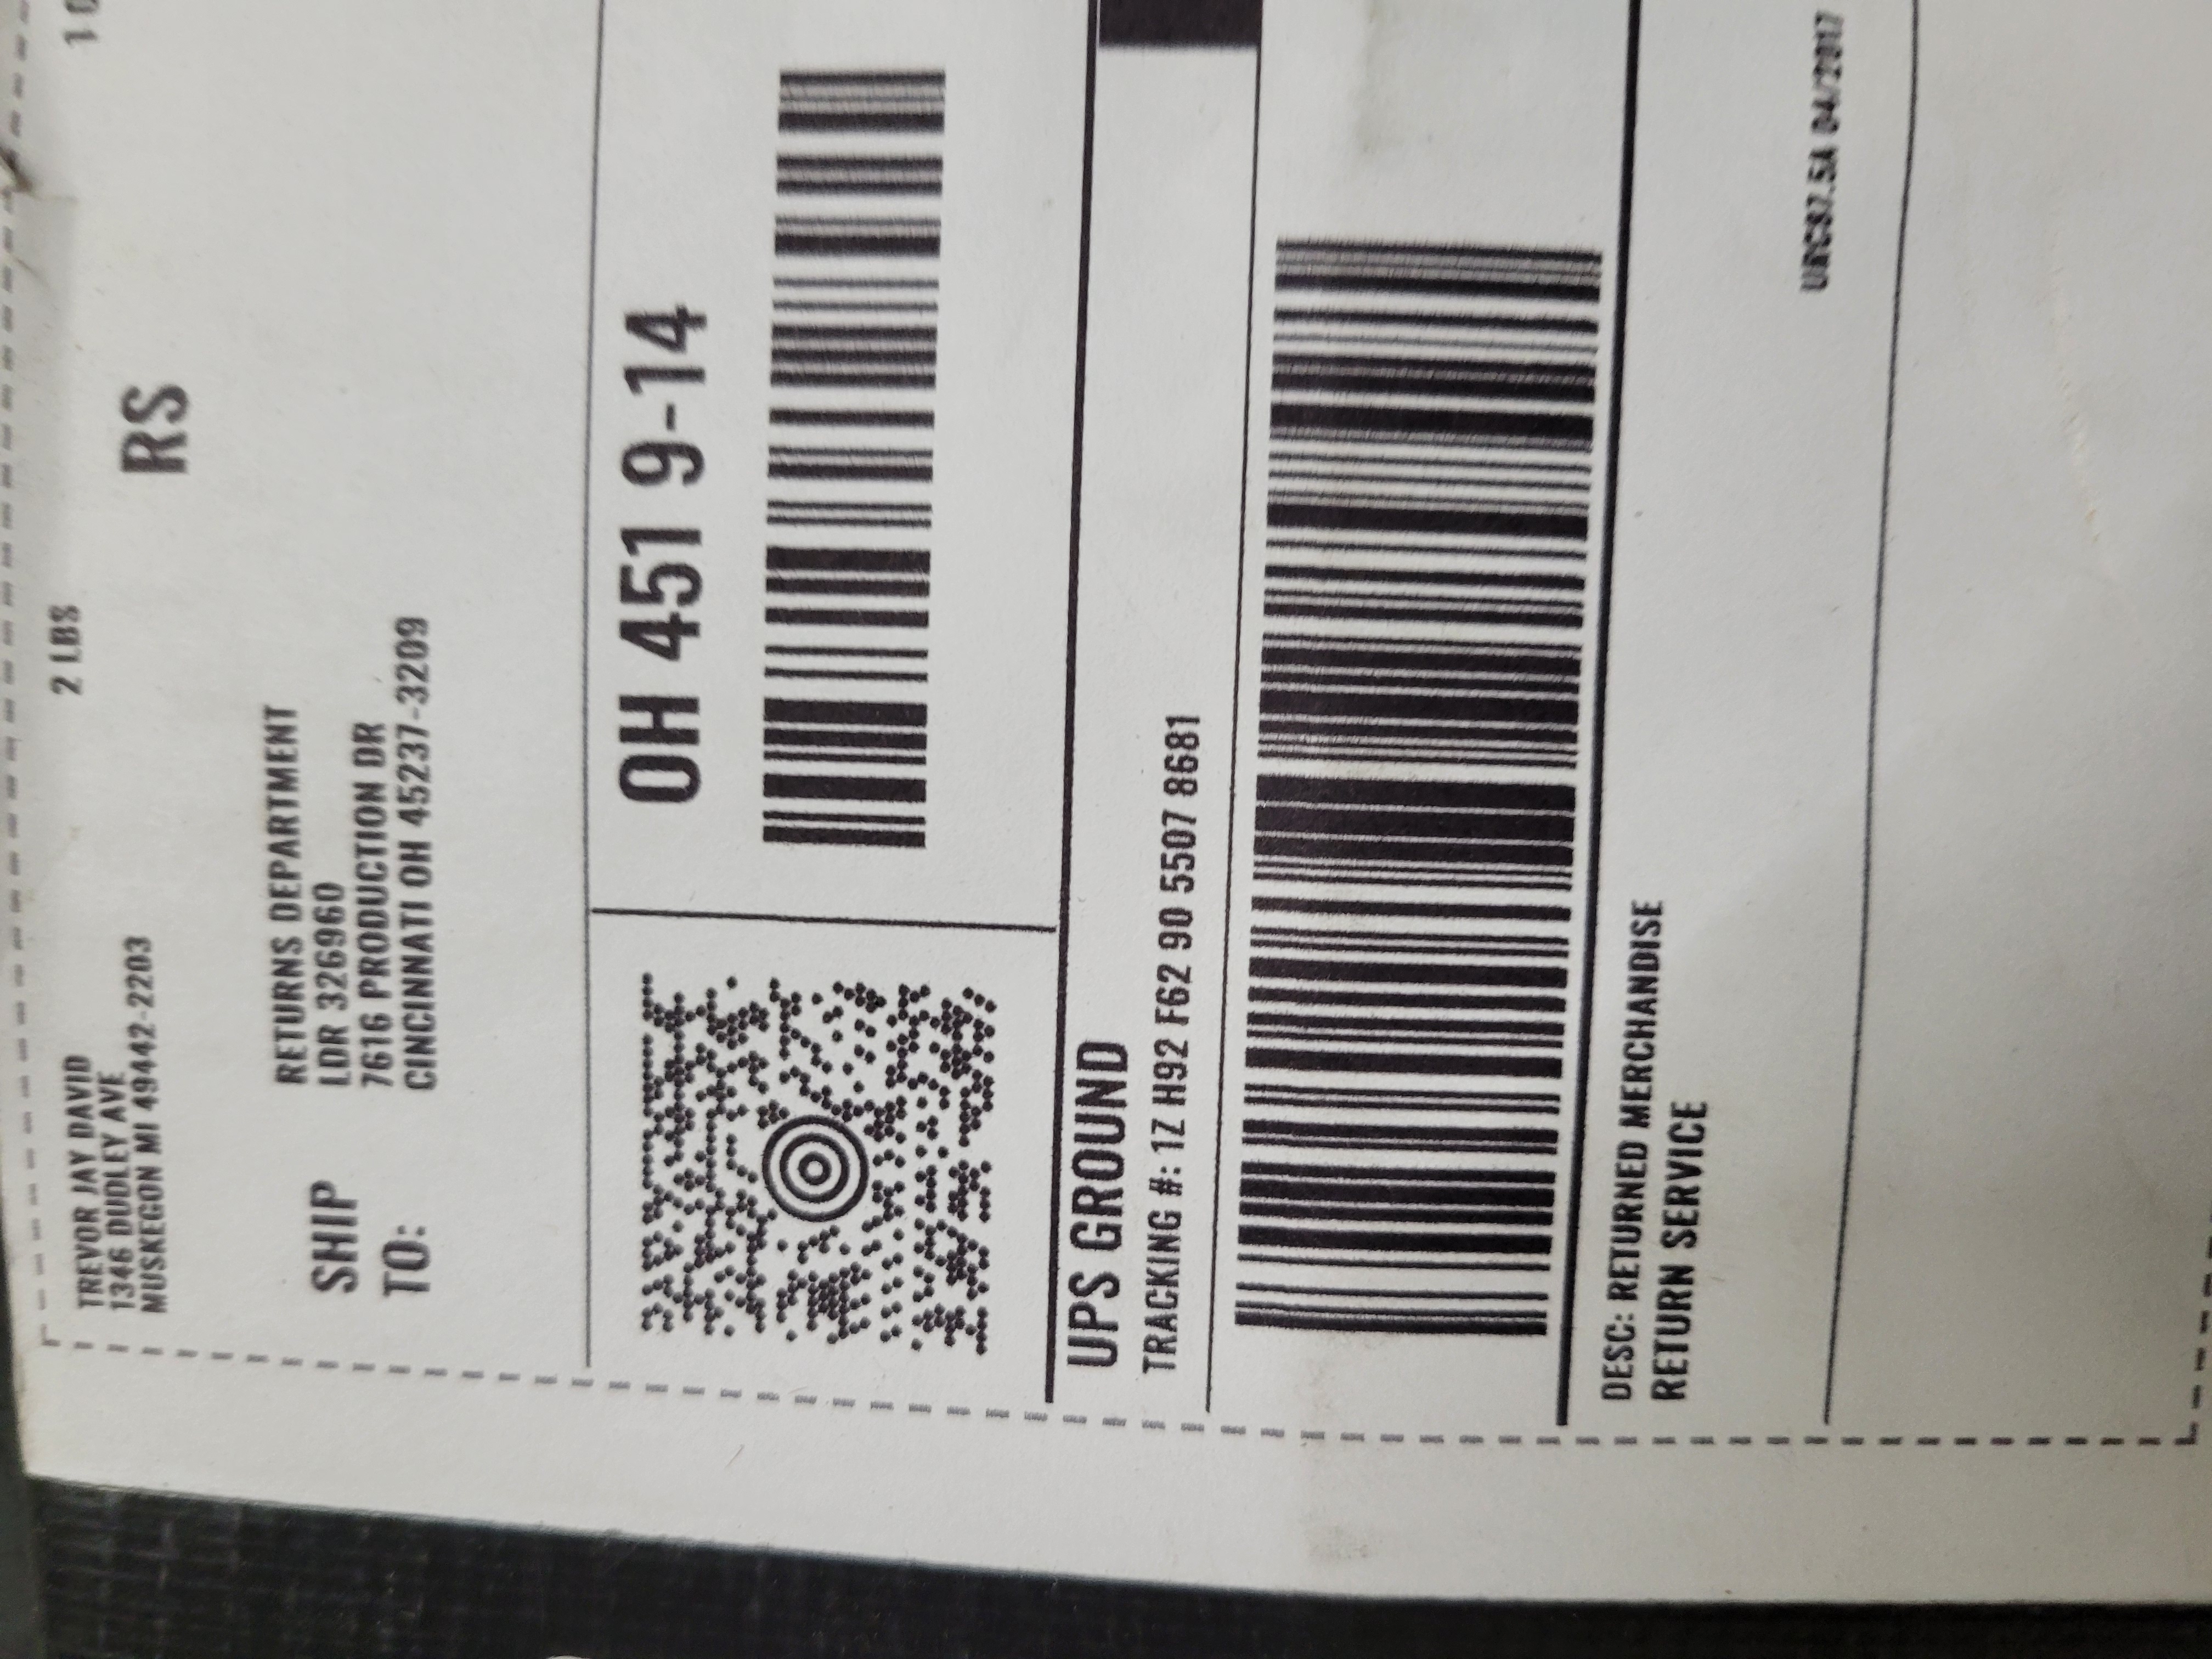 TREVOR JAY DAVID
1346 DUDLEY AVE
MUSKEGON MI 49442-2203
2 LBS
RS
SHIP
TO:
RETURNS DEPARTMENT
LDR 326960
7616 PRODUCTION DR
CINCINNATI OH 45237-3209
OH 451 9-14
UPS GROUND
TRACKING #: 1Z H92 F62 90 5507 8681
DESC: RETURNED MERCHANDISE
RETURN SERVICE
04/2017